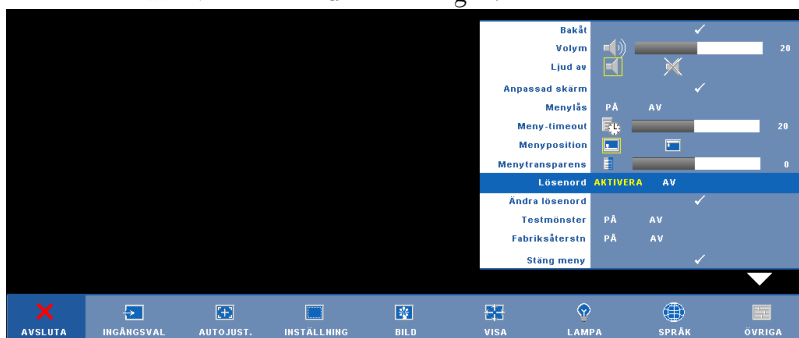 Bakåt
Volym 20
Ljud av
Anpassad skärm
Menylås PÅ AV
Meny-timeout 20
Menyposition
Menytransparens 0
Lösenord AKTIVERA AV
Ändra lösenord
Testmönster PÅ AV
Fabriksåterstn PÅ AV
Stäng meny
AVSLUTA INGÅNGSVAL AUTOJUST. INSTÄLLNING BILD VISA LAMPA SPRÅK ÖVRIGA